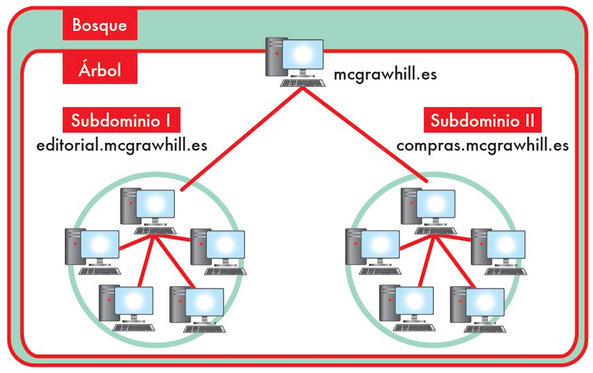 Bosque
Árbol
mcgrawhill.es
Subdominio I
editorial.mcgrawhill.es
Subdominio II
compras.mcgrawhill.es